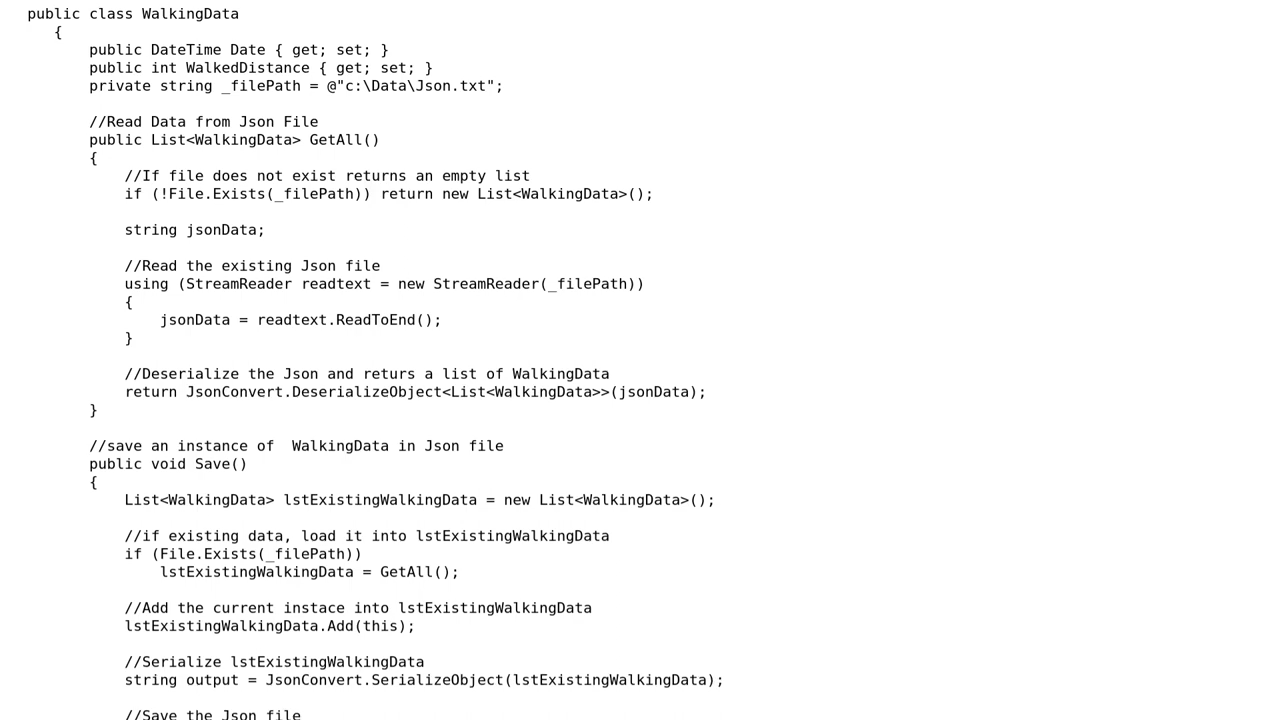 public class WalkingData
{
public DateTime Date { get; set; }
public int WalkedDistance { get; set; }
private string _filePath = @"c:\Data\Json.txt";
//Read Data from Json File
public List<WalkingData> GetAll()
{
//If file does not exist returns an empty list
if (!File.Exists(_filePath)) return new List<WalkingData>();
string jsonData;
//Read the existing Json file
using (StreamReader readtext = new StreamReader(_filePath))
{
jsonData = readtext.ReadToEnd();
}
//Deserialize the Json and returs a list of WalkingData
return JsonConvert.DeserializeObject<List<WalkingData>>(jsonData);
}
//save an instance of  WalkingData in Json file
public void Save()
{
List<WalkingData> lstExistingWalkingData = new List<WalkingData>();
//if existing data, load it into lstExistingWalkingData
if (File.Exists(_filePath))
lstExistingWalkingData = GetAll();
//Add the current instace into lstExistingWalkingData
lstExistingWalkingData.Add(this);
//Serialize lstExistingWalkingData
string output = JsonConvert.SerializeObject(lstExistingWalkingData);
//Save the Json file